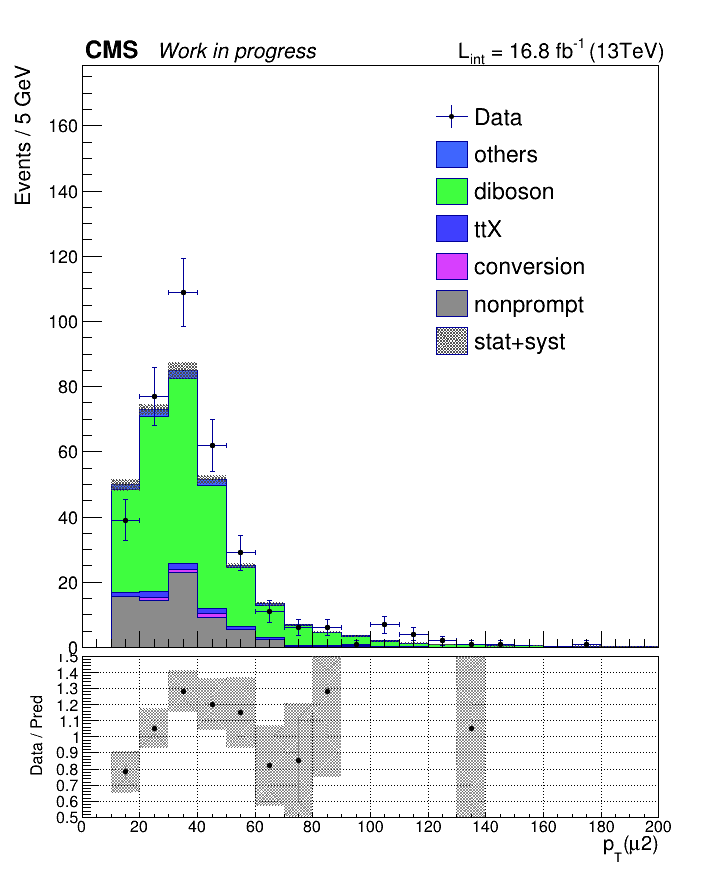 CMS Work in progress L_int = 16.8 fb^-1 (13TeV)
Events / 5 GeV
160
140
120
100
80
60
40
20
0
Data
others
diboson
ttX
conversion
nonprompt
stat+syst
Data / Pred
1.5
1.4
1.3
1.2
1.1
1
0.9
0.8
0.7
0.6
0.5
0 20 40 60 80 100 120 140 160 180 200
p_T(μ2)